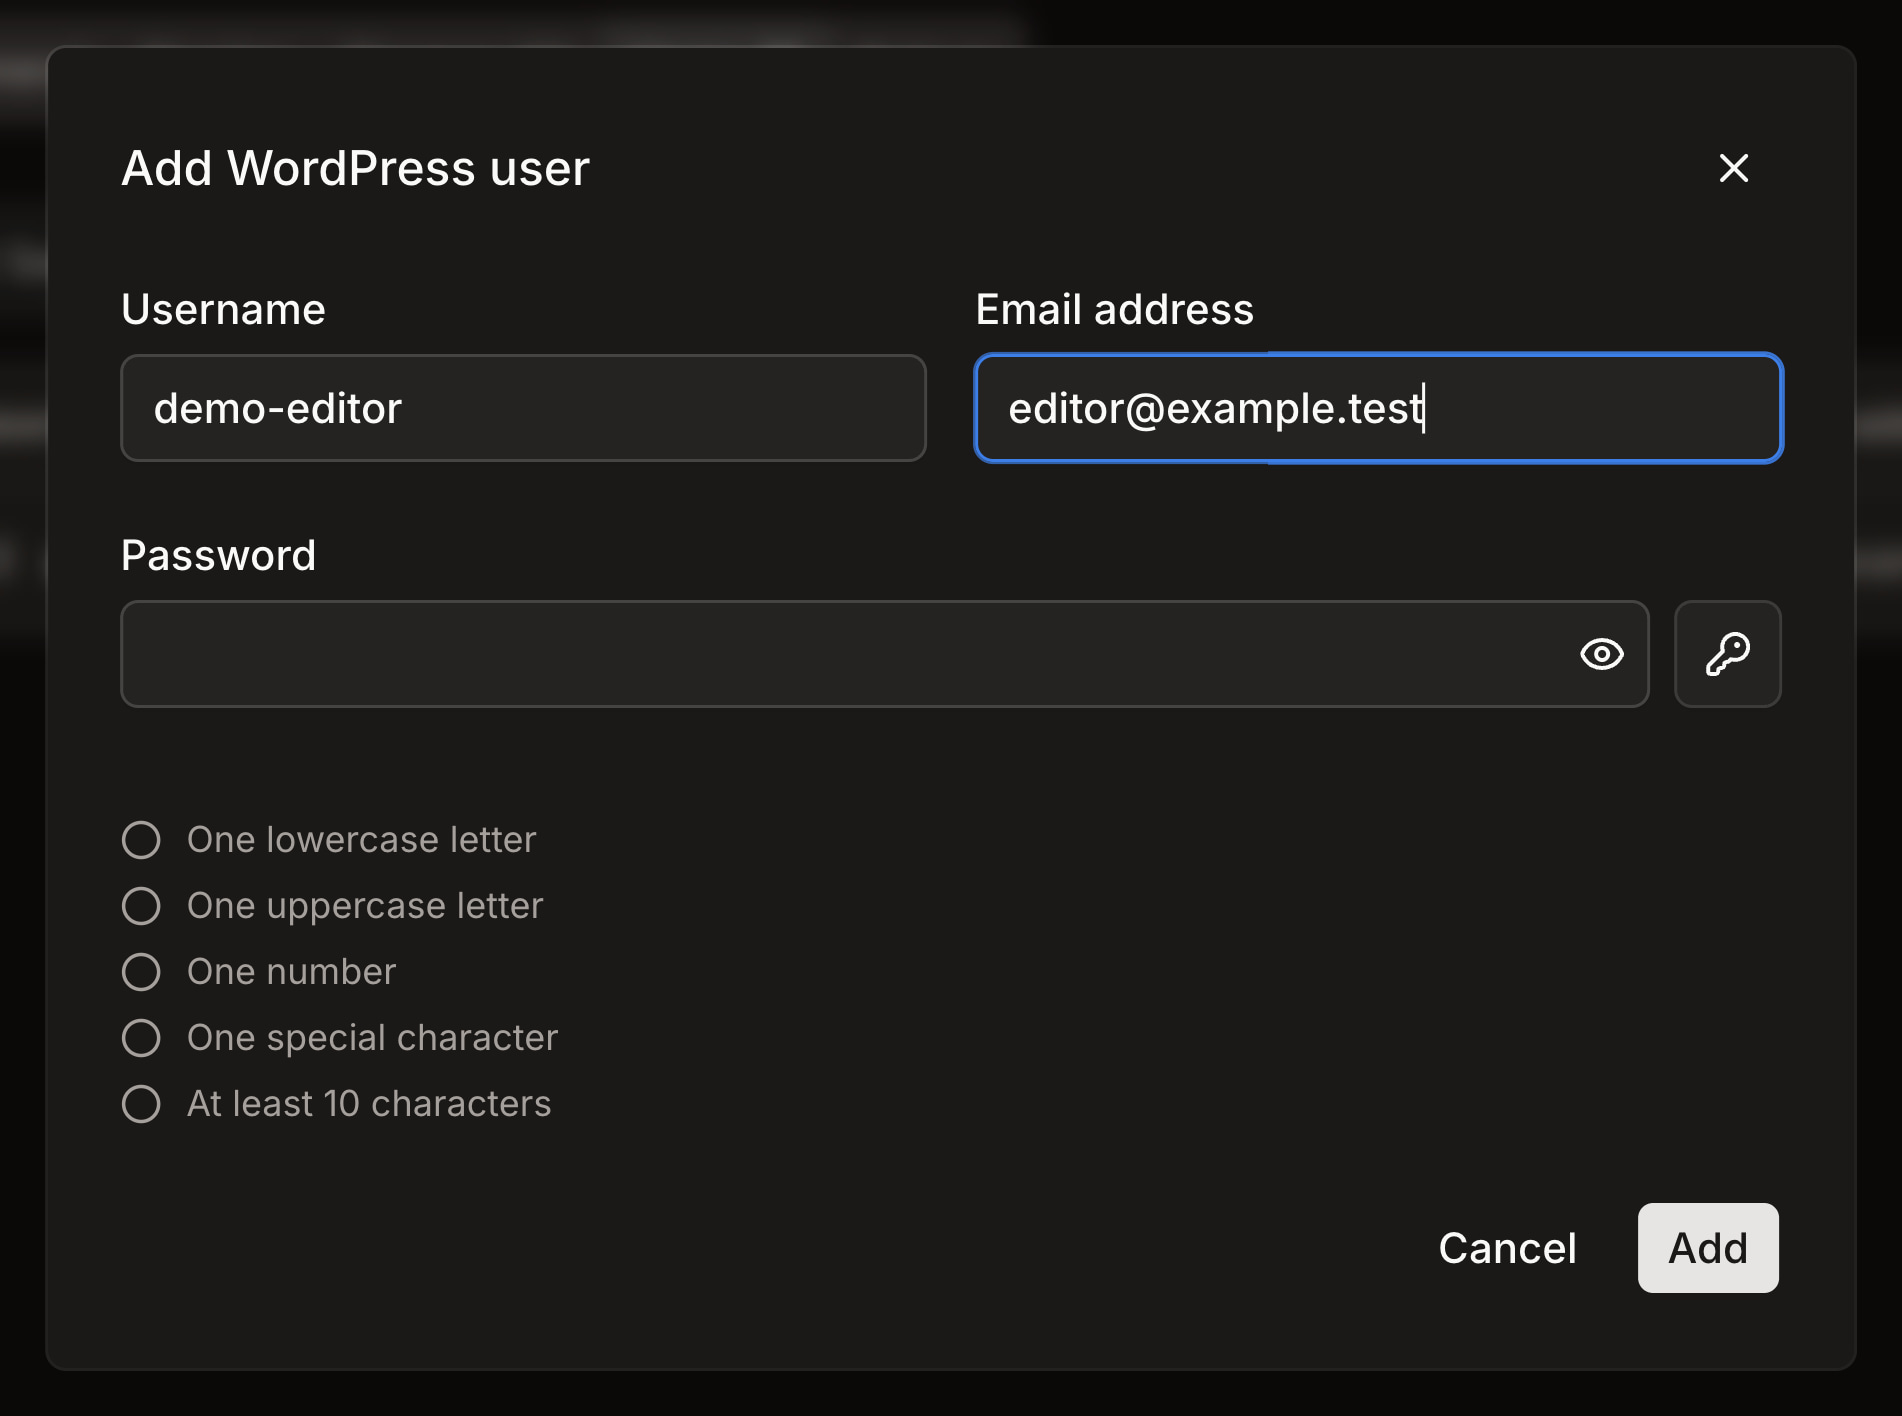 Add WordPress user
Username
Email address
demo-editor
editor@example.test
Password
One lowercase letter
One uppercase letter
One number
One special character
At least 10 characters
Cancel
Add